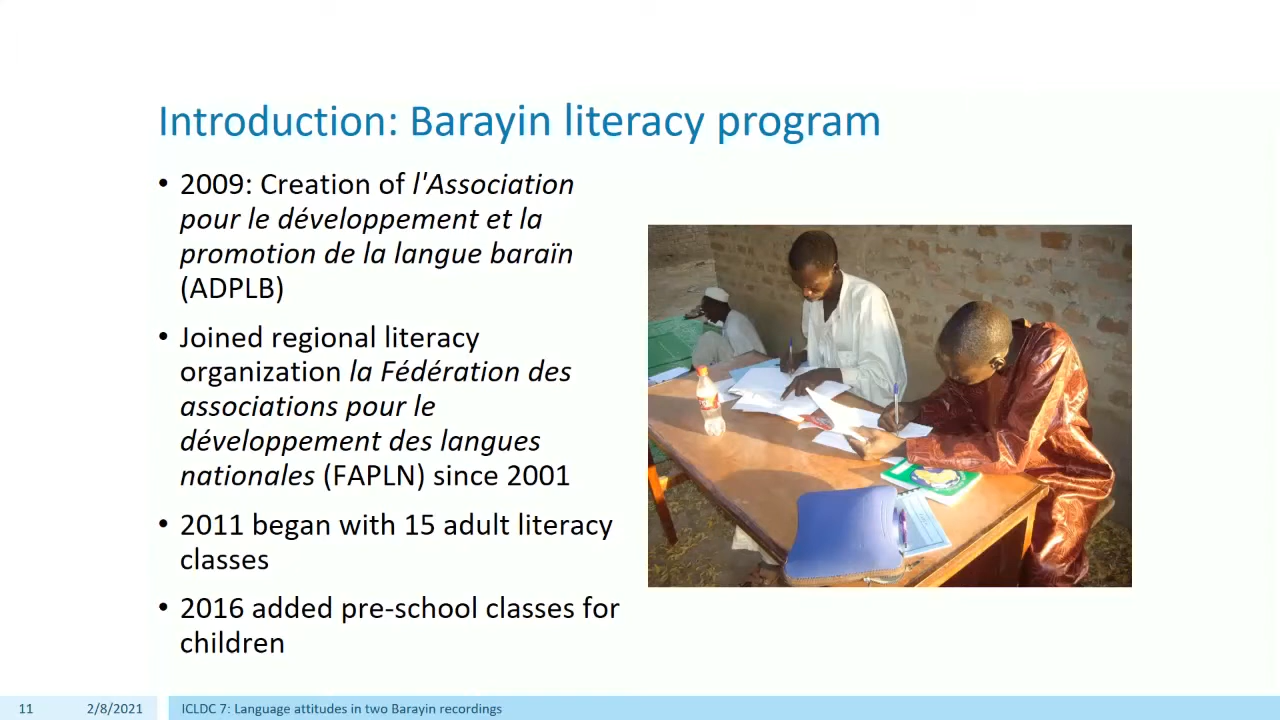 Introduction: Barayin literacy program
• 2009: Creation of l'Association
pour le développement et la
promotion de la langue baraïn
(ADPLB)
• Joined regional literacy
organization la Fédération des
associations pour le
développement des langues
nationales (FAPLN) since 2001
• 2011 began with 15 adult literacy
classes
• 2016 added pre-school classes for
children
11 2/8/2021 ICLDC 7: Language attitudes in two Barayin recordings